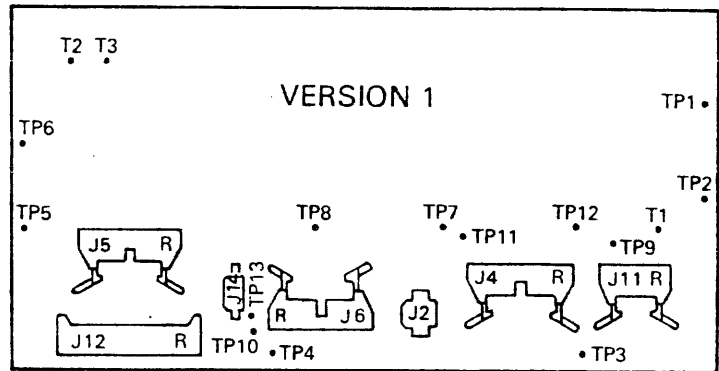 T2 T3
VERSION 1
TP1
TP6
TP2
TP5
TP8
TP7
TP12
T1
TP11
TP9
J5 R
J14
TP13
J4 R
J11 R
R J6
J2
J12 R
TP10
TP4
TP3